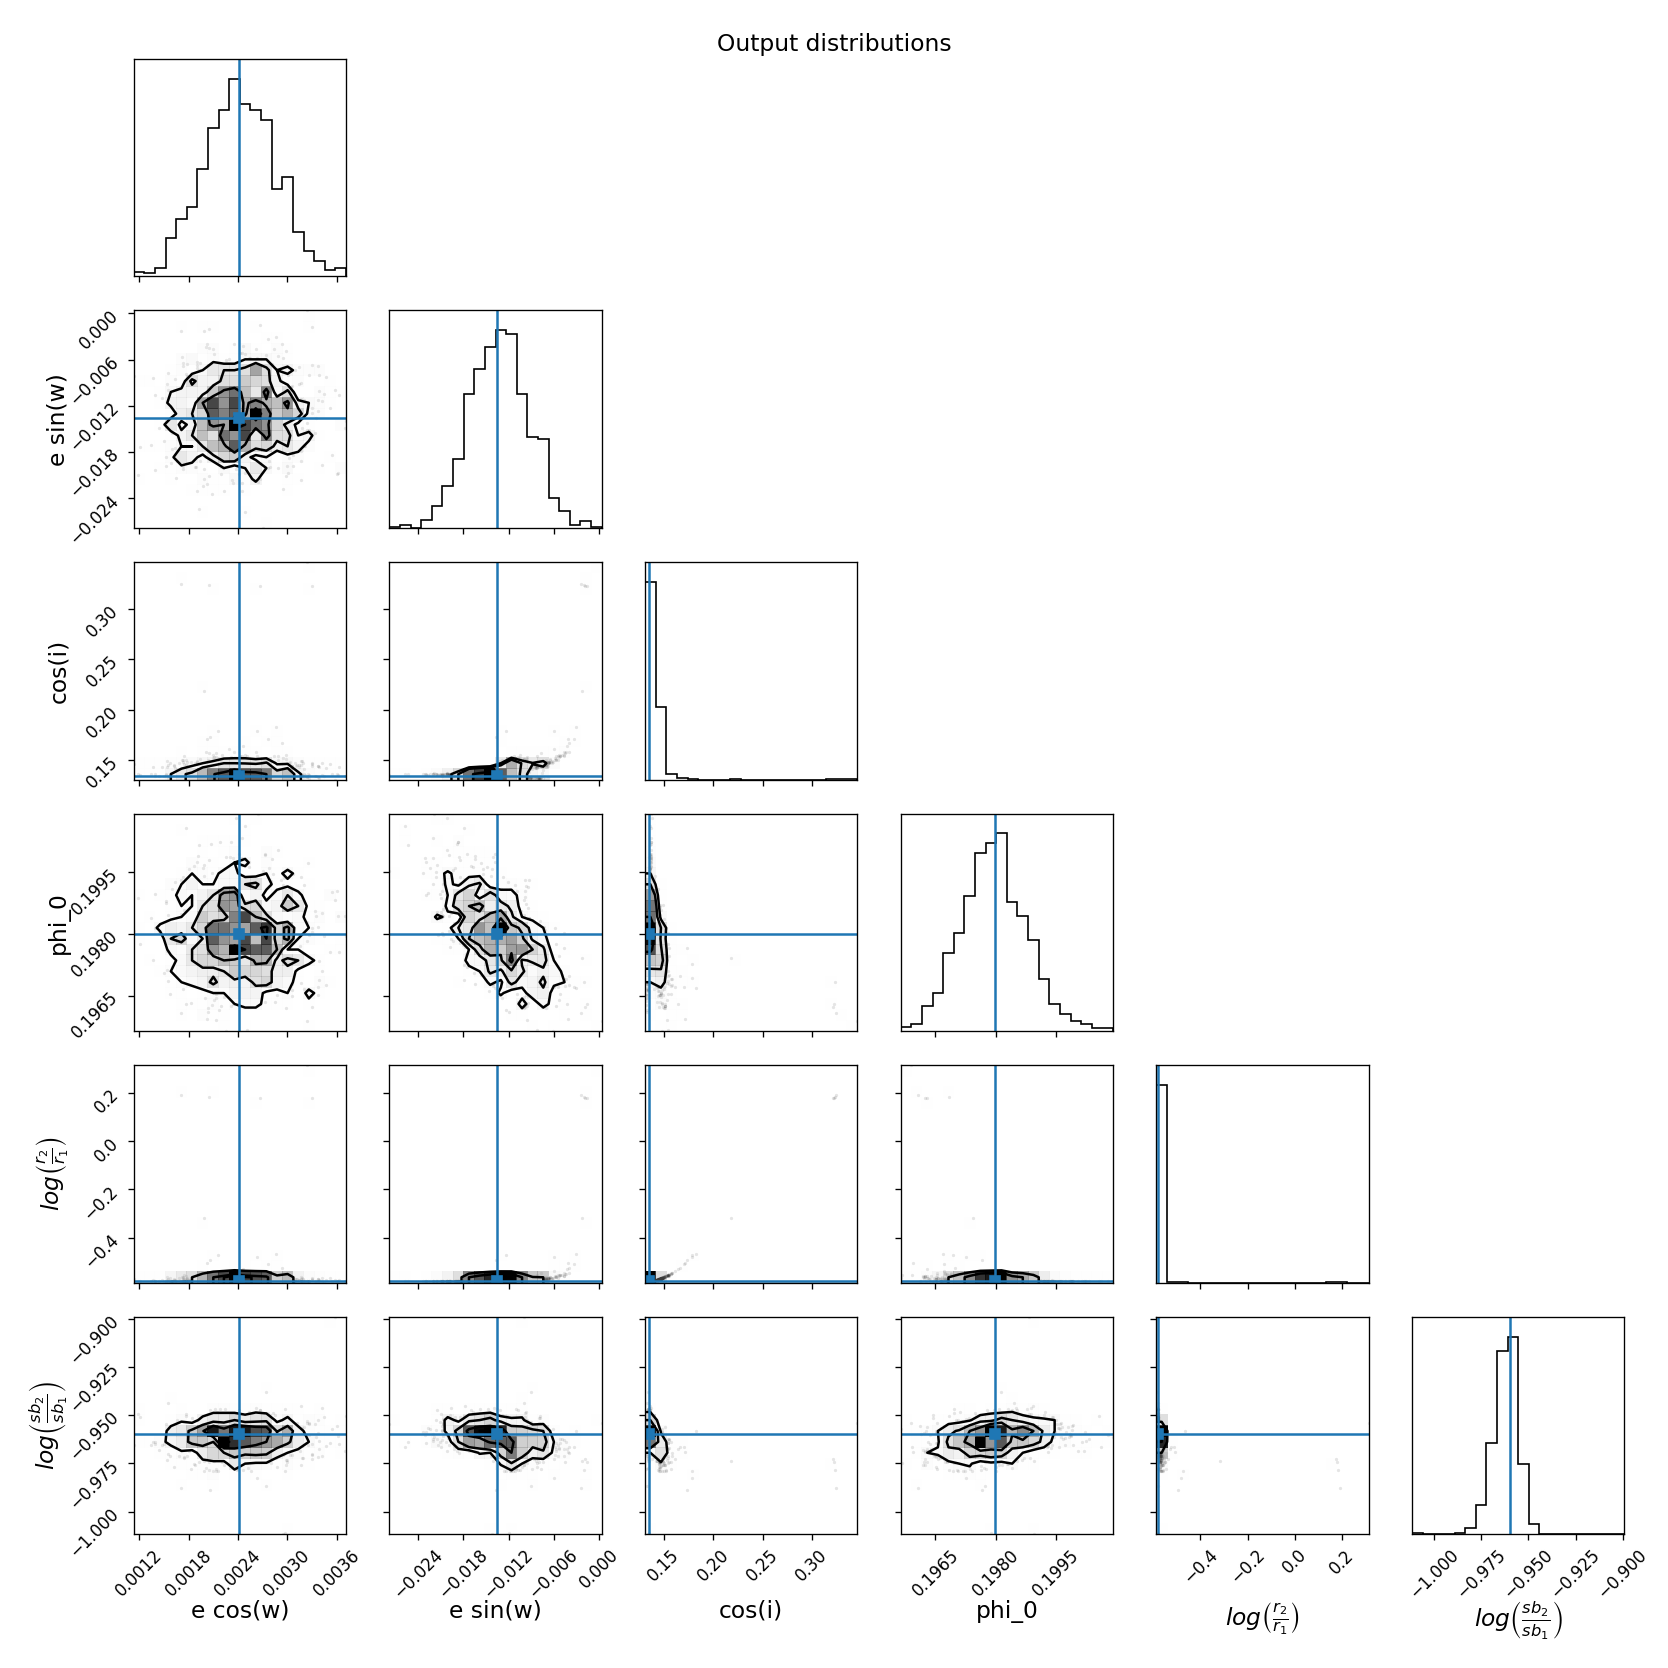 Output distributions
0.000
−0.006
−0.012
−0.018
−0.024
e sin(w)
0.30
0.25
0.20
0.15
cos(i)
0.1995
0.1980
0.1965
phi_0
0.2
0.0
−0.2
−0.4
log(r₂/r₁)
−0.900
−0.925
−0.950
−0.975
−1.000
log(sb₂/sb₁)
0.0012 0.0018 0.0024 0.0030 0.0036 −0.024 −0.018 −0.012 −0.006 0.000 0.15 0.20 0.25 0.30 0.1965 0.1980 0.1995 −0.4 −0.2 0.0 0.2 −1.000 −0.975 −0.950 −0.925 −0.900
e cos(w) e sin(w) cos(i) phi_0 log(r₂/r₁) log(sb₂/sb₁)